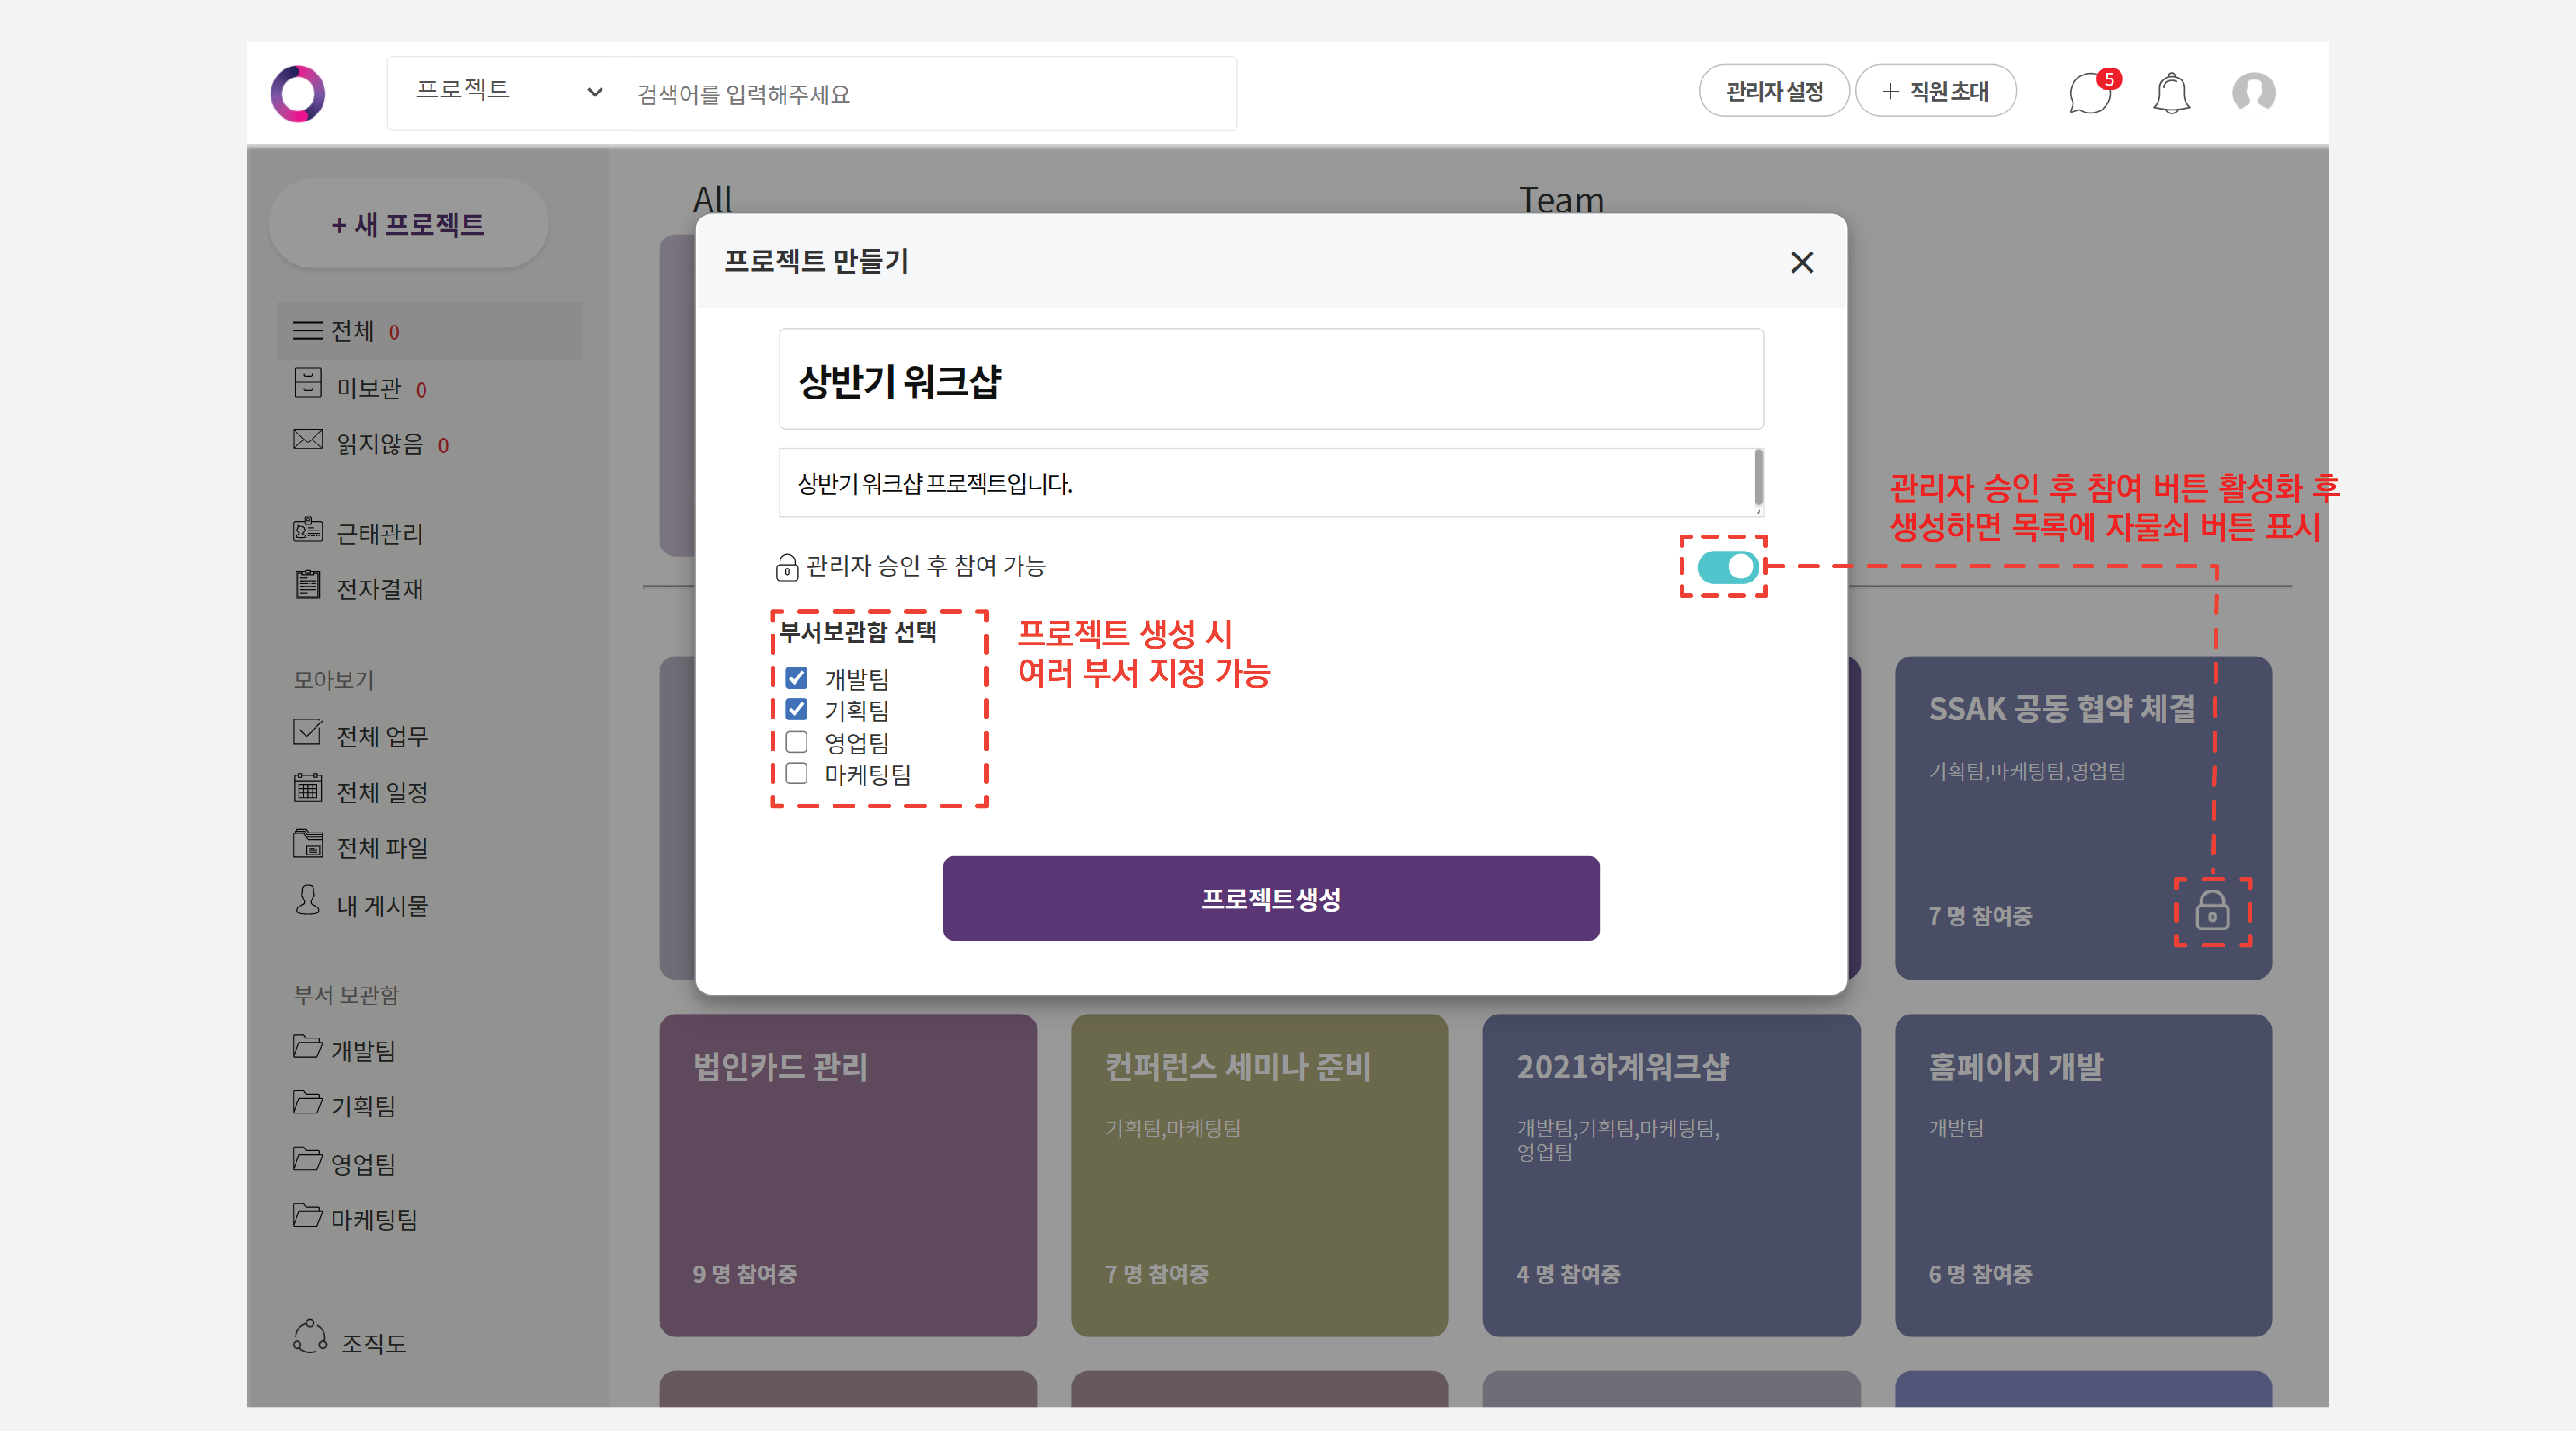 프로젝트
검색어를 입력해주세요
관리자 설정
+ 직원 초대
5
+ 새 프로젝트
전체 0
미보관 0
읽지않음 0
근태관리
전자결재
모아보기
전체 업무
전체 일정
전체 파일
내 게시물
부서 보관함
개발팀
기획팀
영업팀
마케팅팀
조직도
All
Team
프로젝트 만들기
상반기 워크샵
상반기 워크샵 프로젝트입니다.
관리자 승인 후 참여 가능
부서보관함 선택
개발팀
기획팀
영업팀
마케팅팀
프로젝트 생성 시
여러 부서 지정 가능
프로젝트생성
관리자 승인 후 참여 버튼 활성화 후
생성하면 목록에 자물쇠 버튼 표시
SSAK 공동 협약 체결
기획팀,마케팅팀,영업팀
7 명 참여중
법인카드 관리
9 명 참여중
컨퍼런스 세미나 준비
기획팀,마케팅팀
7 명 참여중
2021하계워크샵
개발팀,기획팀,마케팅팀,
영업팀
4 명 참여중
홈페이지 개발
개발팀
6 명 참여중